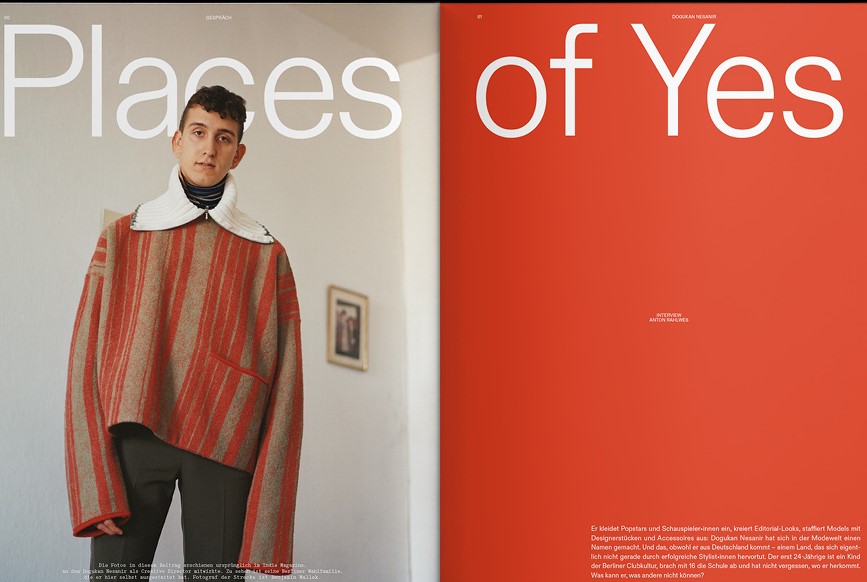 GESPRÄCH
DOGUKAN NESANIR
Places of Yes
INTERVIEW
ANTON RAHLWES
Die Fotos in diesem Beitrag erschienen ursprünglich in Indie Magazine,
an dem Dogukan Nesanir als Creative Director mitwirkte. Zu sehen ist seine Berliner Wahlfamilie,
die er hier selbst ausgestattet hat. Fotograf der Strecke ist Benjamin
Er kleidet Popstars und Schauspieler•innen ein, kreiert Editorial-Looks, staffiert Models mit
Designerstücken und Accessoires aus: Dogukan Nesanir hat sich in der Modewelt einen
Namen gemacht. Und das, obwohl er aus Deutschland kommt – einem Land, das sich eigent-
lich nicht gerade durch erfolgreiche Stylist•innen hervortut. Der erst 24-Jährige ist ein Kind
der Berliner Clubkultur, brach mit 16 die Schule ab und hat nicht vergessen, wo er herkommt.
Was kann er, was andere nicht können?